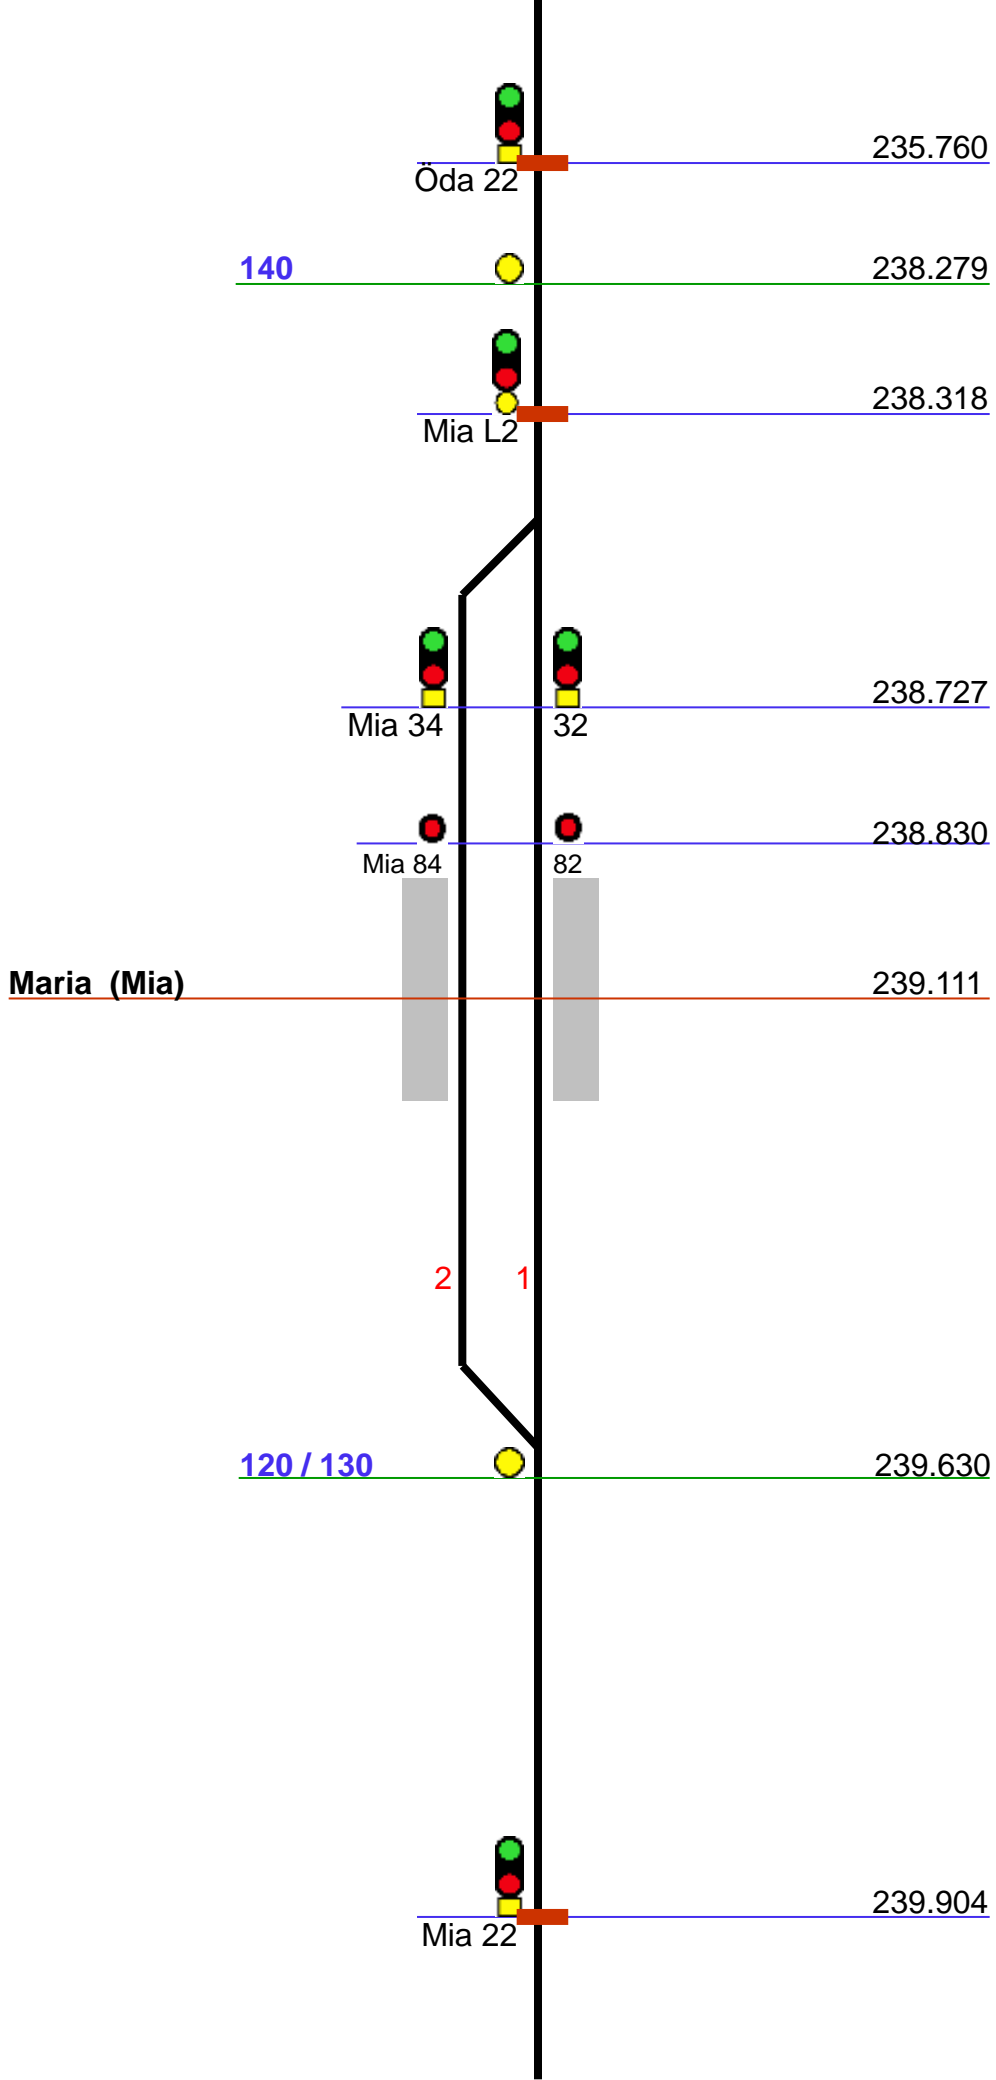 235.760
Öda 22
140 238.279
238.318
Mia L2
238.727
Mia 34 32
238.830
Mia 84 82
Maria (Mia) 239.111
2 1
120 / 130 239.630
239.904
Mia 22